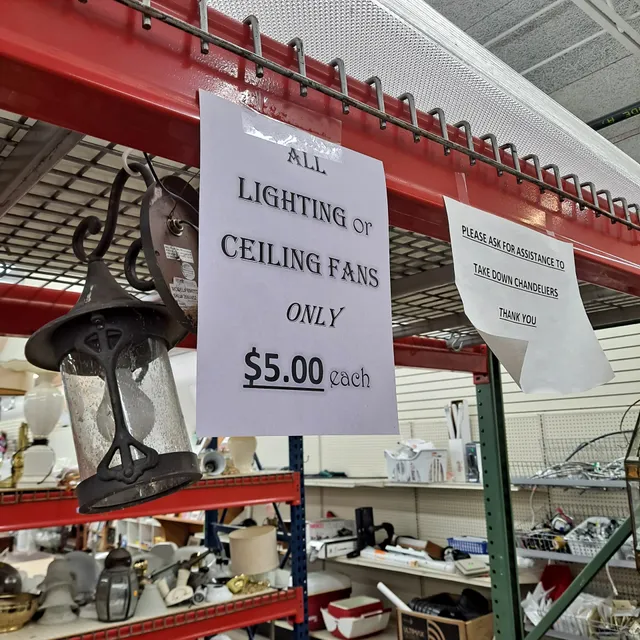 ALL
LIGHTING or
CEILING FANS
ONLY
$5.00 each
PLEASE ASK FOR ASSISTANCE TO
TAKE DOWN CHANDELIERS
THANK YOU